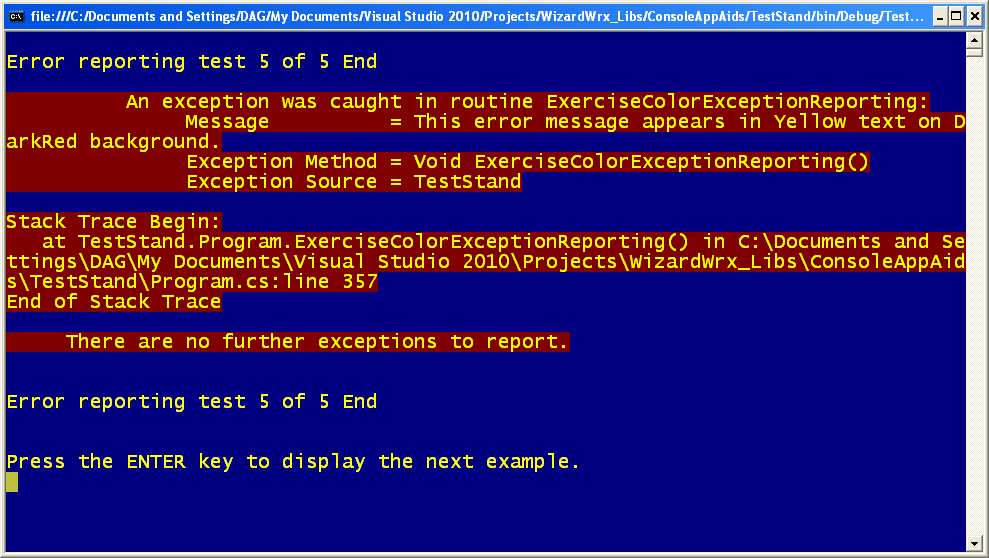 file:///C:/Documents and Settings/DAG/My Documents/Visual Studio 2010/Projects/WizardWrx_Libs/ConsoleAppAids/TestStand/bin/Debug/Test...
Error reporting test 5 of 5 End
An exception was caught in routine ExerciseColorExceptionReporting:
Message = This error message appears in Yellow text on D
arkRed background.
Exception Method = Void ExerciseColorExceptionReporting()
Exception Source = TestStand
Stack Trace Begin:
at TestStand.Program.ExerciseColorExceptionReporting() in C:\Documents and Se
ttings\DAG\My Documents\Visual Studio 2010\Projects\WizardWrx_Libs\ConsoleAppAid
s\TestStand\Program.cs:line 357
End of Stack Trace
There are no further exceptions to report.
Error reporting test 5 of 5 End
Press the ENTER key to display the next example.